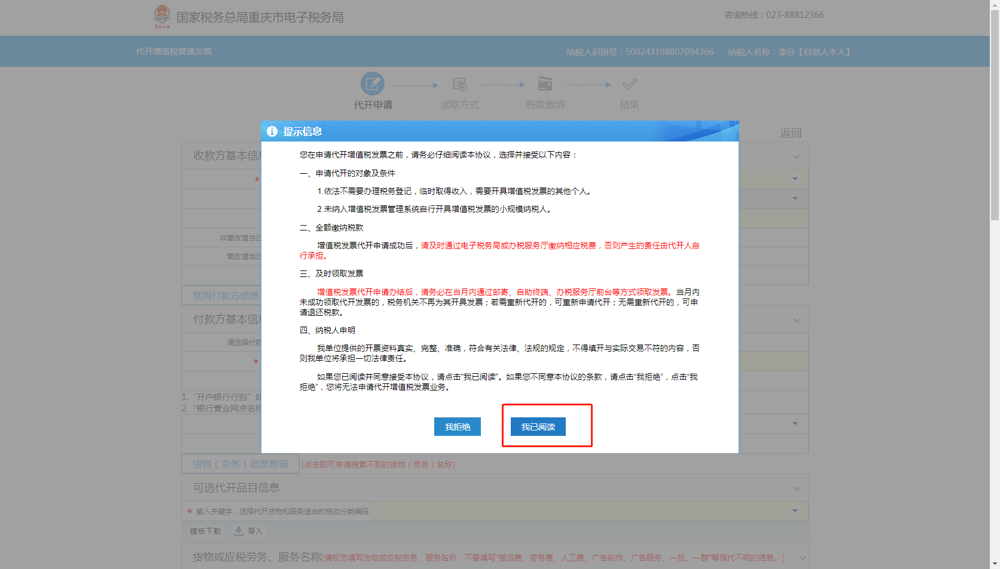 国家税务总局重庆市电子税务局
咨询热线：023-88812366
代开增值税普通发票
纳税人识别号：500243198807094366
纳税人名称：李分【自然人本人】
代开申请
领取方式
税款缴纳
结束
返回
提示信息
您在申请代开增值税发票之前，请务必仔细阅读本协议，选择并接受以下内容：
一、申请代开的对象及条件
1.依法不需要办理税务登记，临时取得收入，需要开具增值税发票的其他个人。
2.未纳入增值税发票管理系统自行开具增值税发票的小规模纳税人。
二、全额缴纳税款
增值税发票代开申请成功后，请及时通过电子税务局或办税服务厅缴纳相应税费，否则产生的责任由代开人自
行承担。
三、及时领取发票
增值税发票代开申请办结后，请务必在当月内通过邮寄、自助终端、办税服务厅前台等方式领取发票。当月内
未成功领取代开发票的，税务机关不再为其开具发票；若需重新代开的，可重新申请代开；无需重新代开的，可申
请退还税款。
四、纳税人申明
我单位提供的开票资料真实、完整、准确，符合有关法律、法规的规定，不得填开与实际交易不符的内容，否
则我单位将承担一切法律责任。
如果您已阅读并同意接受本协议，请点击"我已阅读"。如果您不同意本协议的条款，请点击"我拒绝"，点击"我
拒绝"，您将无法申请代开增值税发票业务。
我拒绝
我已阅读
收款方基本信
*
非营改增当日
营改增当日
常用付款方信息
付款方基本信
请选择付款
*
1.“开户银行行别”如
2.“银行营业网点名称
货物（劳务）信息查询
(点击即可申请搜索不到的货物（劳务）名称)
可选代开品目信息
* 输入关键字，选择代开货物和服务适合的税收分类编码
模板下载
导入
货物或应税劳务、服务名称(请规范填写货物或应税劳务、服务名称，不要填写"搬运费、劳务费、人工费、广告制作、广告服务、一批、一群"等指代不明的信息。)